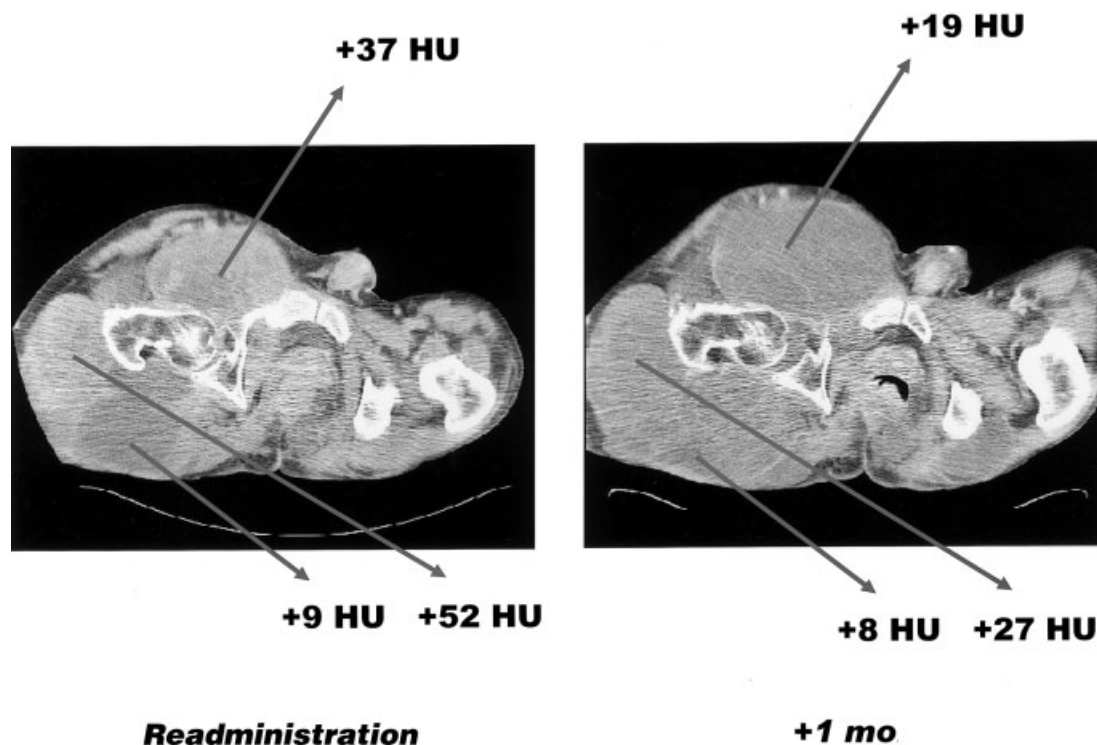 +37 HU
+19 HU
+9 HU +52 HU
+8 HU +27 HU
Readministration
+1 mo